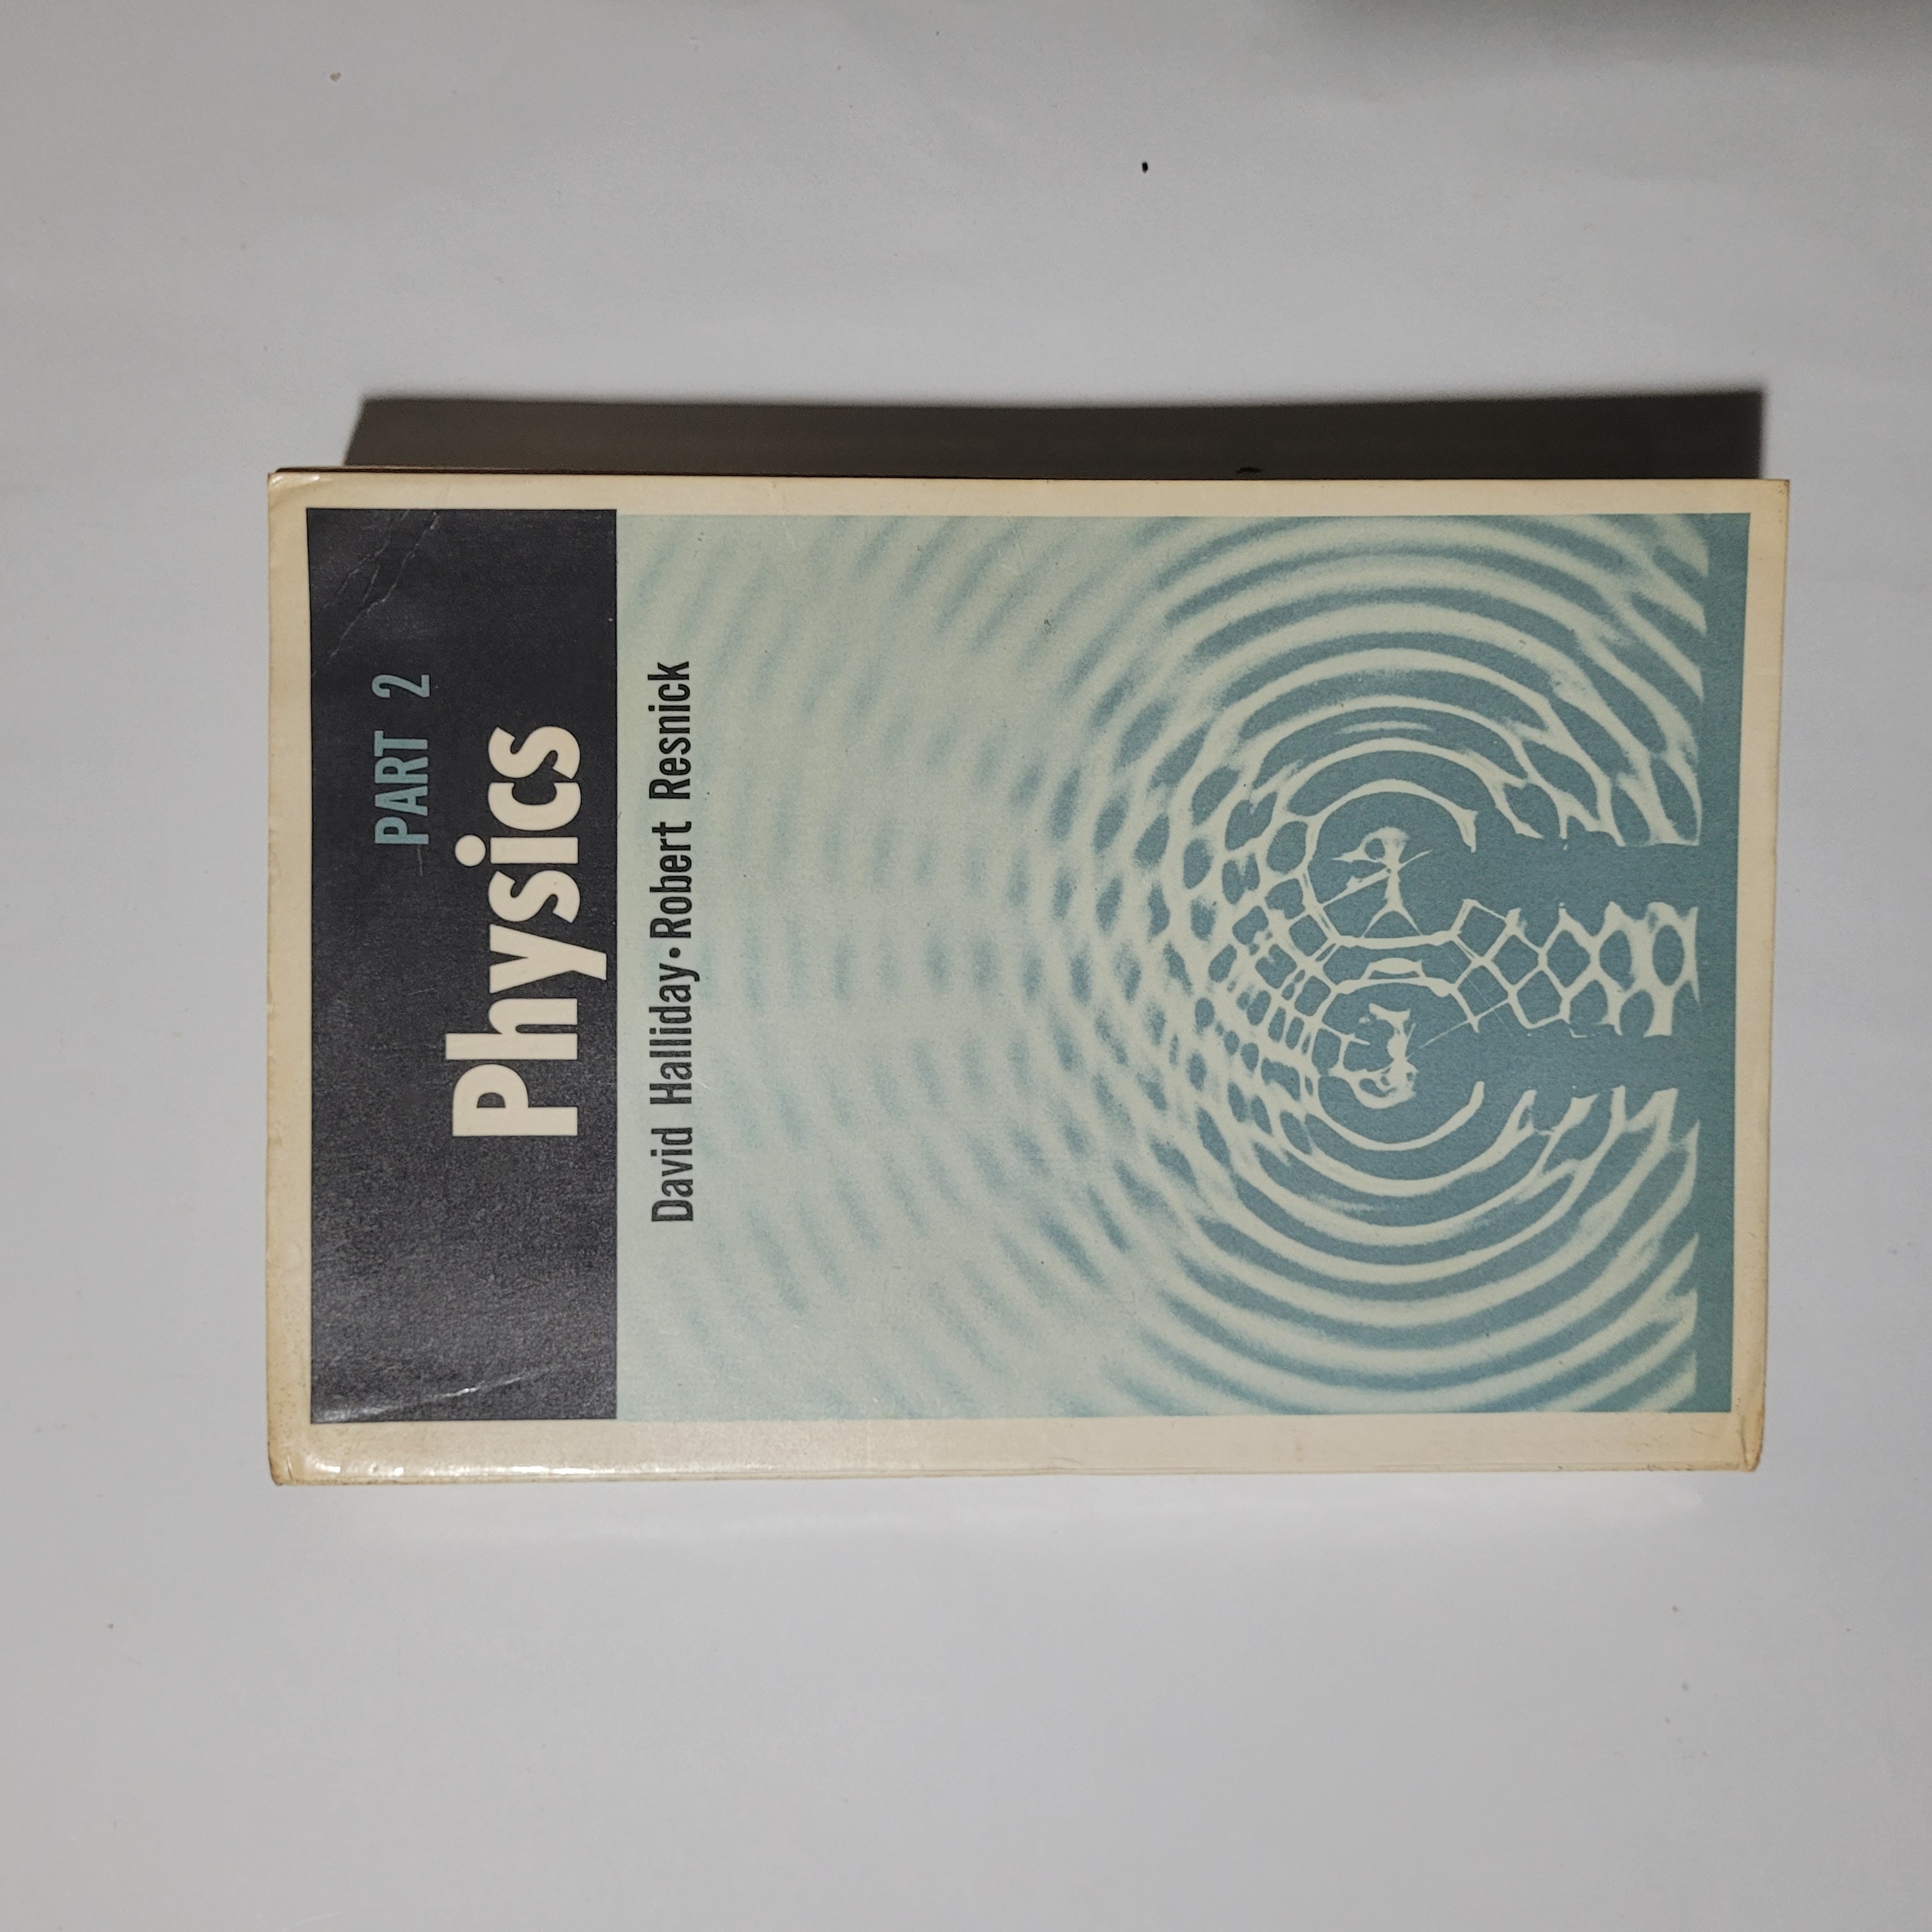 PART 2
Physics
David Halliday • Robert Resnick